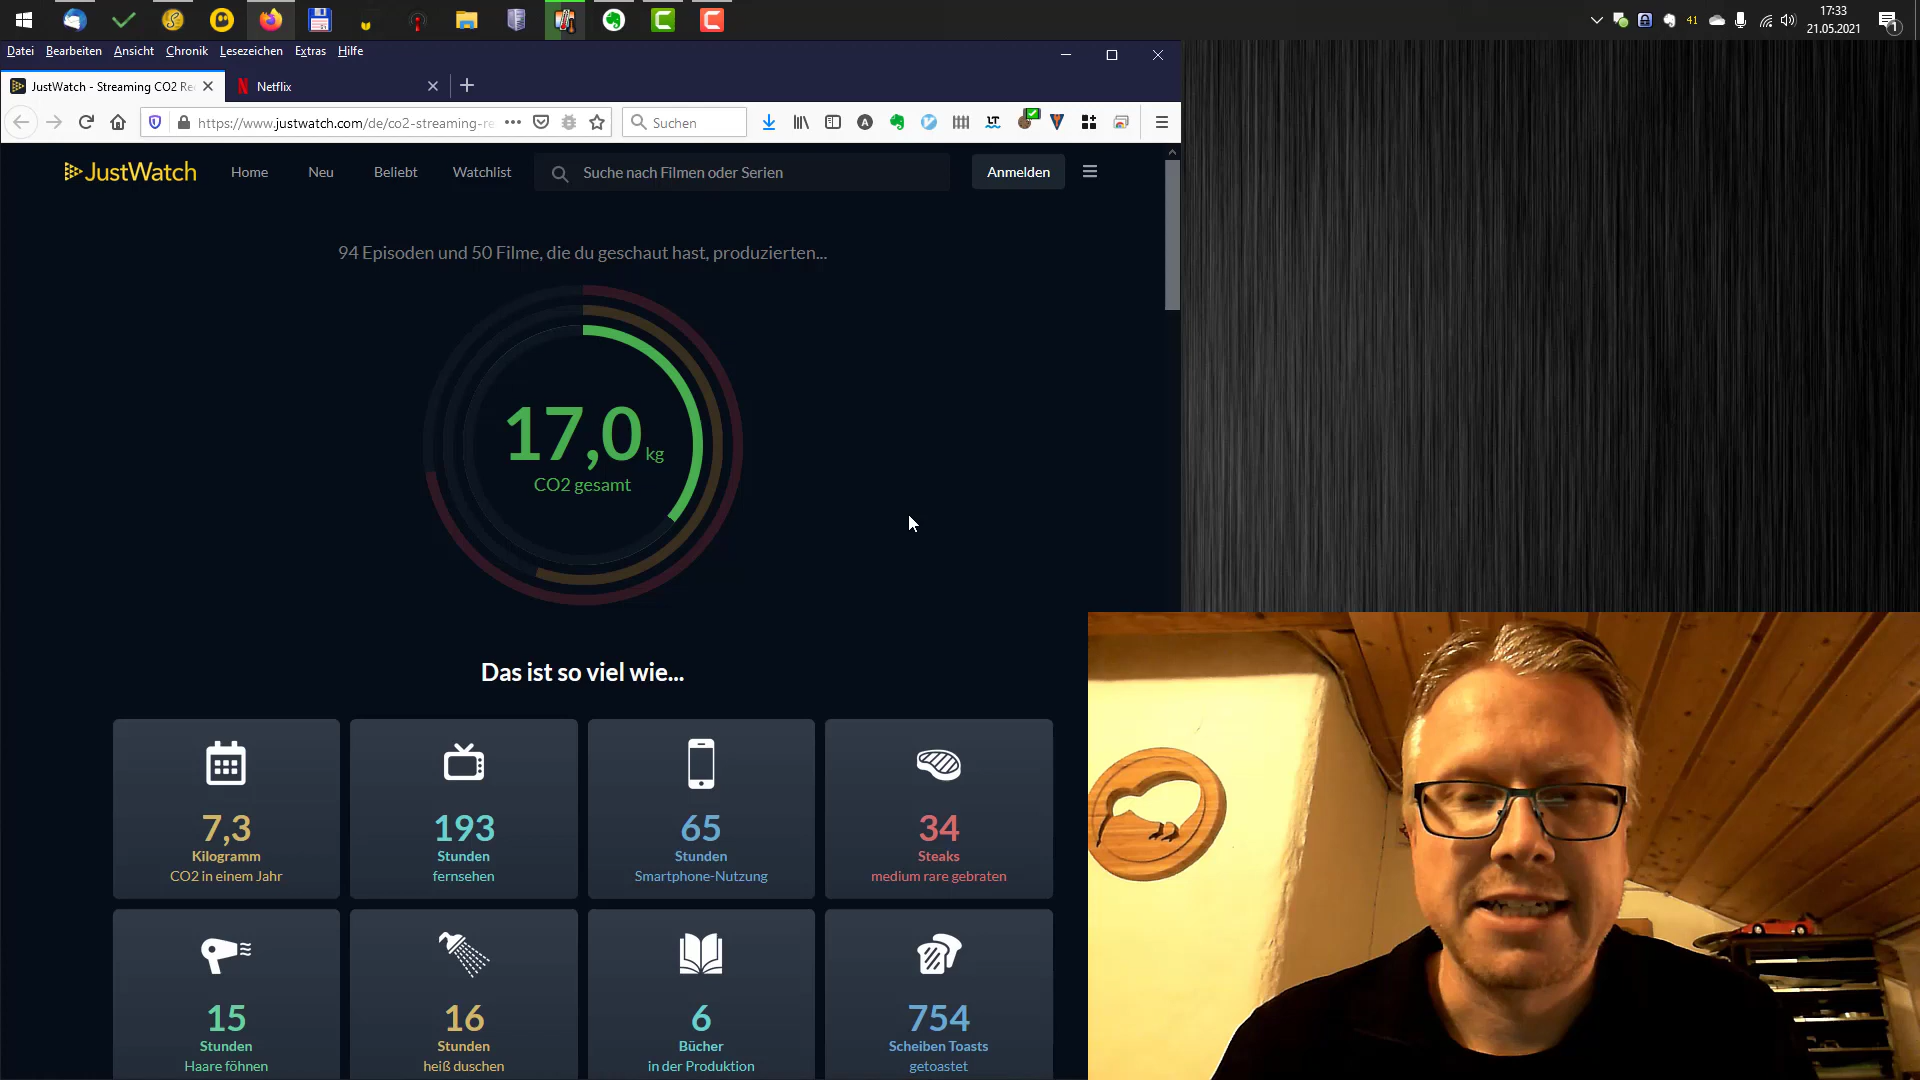 17:33
41
21.05.2021
1
Datei Bearbeiten Ansicht Chronik Lesezeichen Extras Hilfe
JustWatch - Streaming CO2 Re
Netflix
https://www.justwatch.com/de/co2-streaming-re
Suchen
JustWatch
Home
Neu
Beliebt
Watchlist
Suche nach Filmen oder Serien
Anmelden
94 Episoden und 50 Filme, die du geschaut hast, produzierten...
17,0 kg
CO2 gesamt
Das ist so viel wie...
7,3
Kilogramm
CO2 in einem Jahr
193
Stunden
fernsehen
65
Stunden
Smartphone-Nutzung
34
Steaks
medium rare gebraten
15
Stunden
Haare föhnen
16
Stunden
heiß duschen
6
Bücher
in der Produktion
754
Scheiben Toasts
getoastet